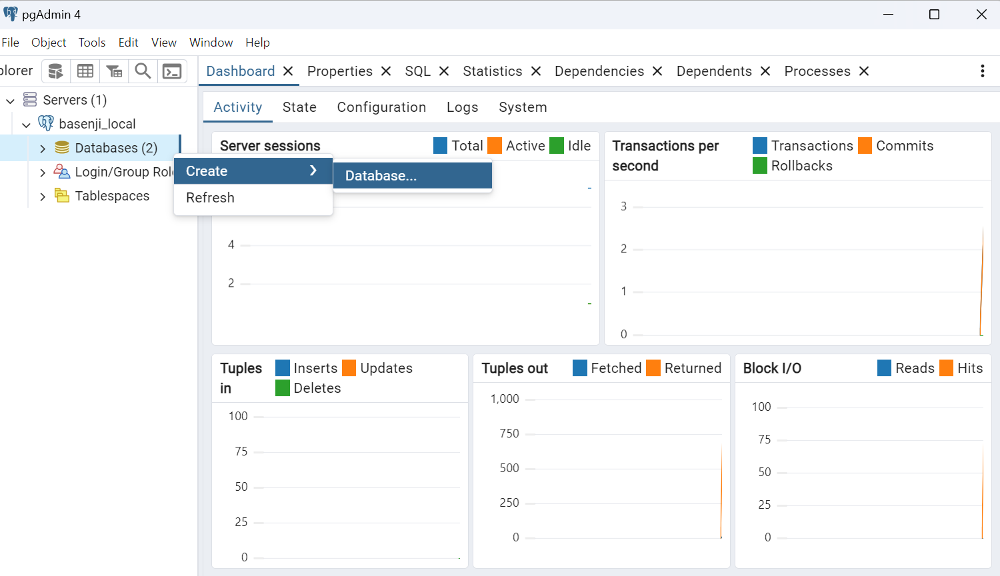 pgAdmin 4
File Object Tools Edit View Window Help
plorer
Dashboard Properties SQL Statistics Dependencies Dependents Processes
Servers (1)
basenji_local
Databases (2)
Login/Group Rol
Tablespaces
Create
Refresh
Database...
Activity State Configuration Logs System
Server sessions
Total Active Idle
4
2
Transactions per
second
Transactions Commits
Rollbacks
3
2
1
0
Tuples
in
Inserts Updates
Deletes
100
75
50
25
0
Tuples out
Fetched Returned
1,000
750
500
250
0
Block I/O
Reads Hits
100
75
50
25
0